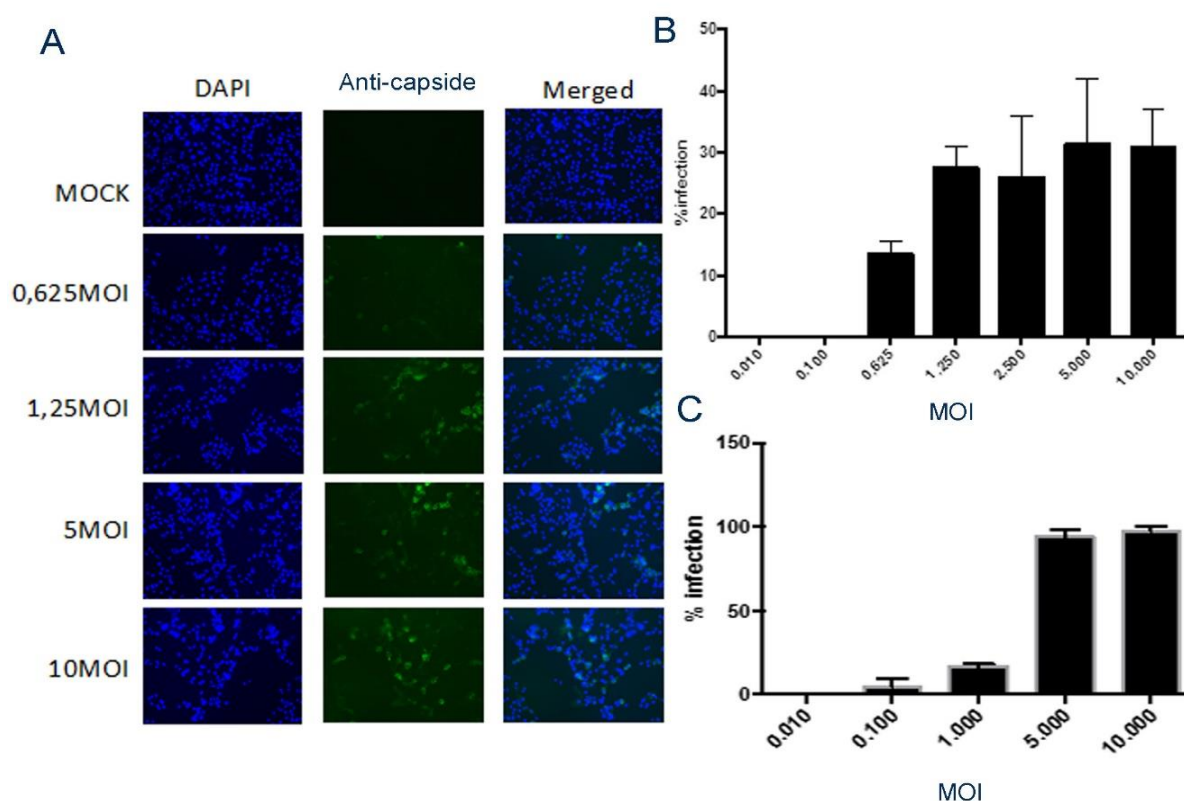 A
DAPI
Anti-capside
Merged
MOCK
0,625MOI
1,25MOI
5MOI
10MOI
B
50
40
30
20
10
0
%infection
0.010
0.100
0.625
1.250
2.500
5.000
10.000
MOI
C
150
100
50
0
% infection
0.010
0.100
1.000
5.000
10.000
MOI